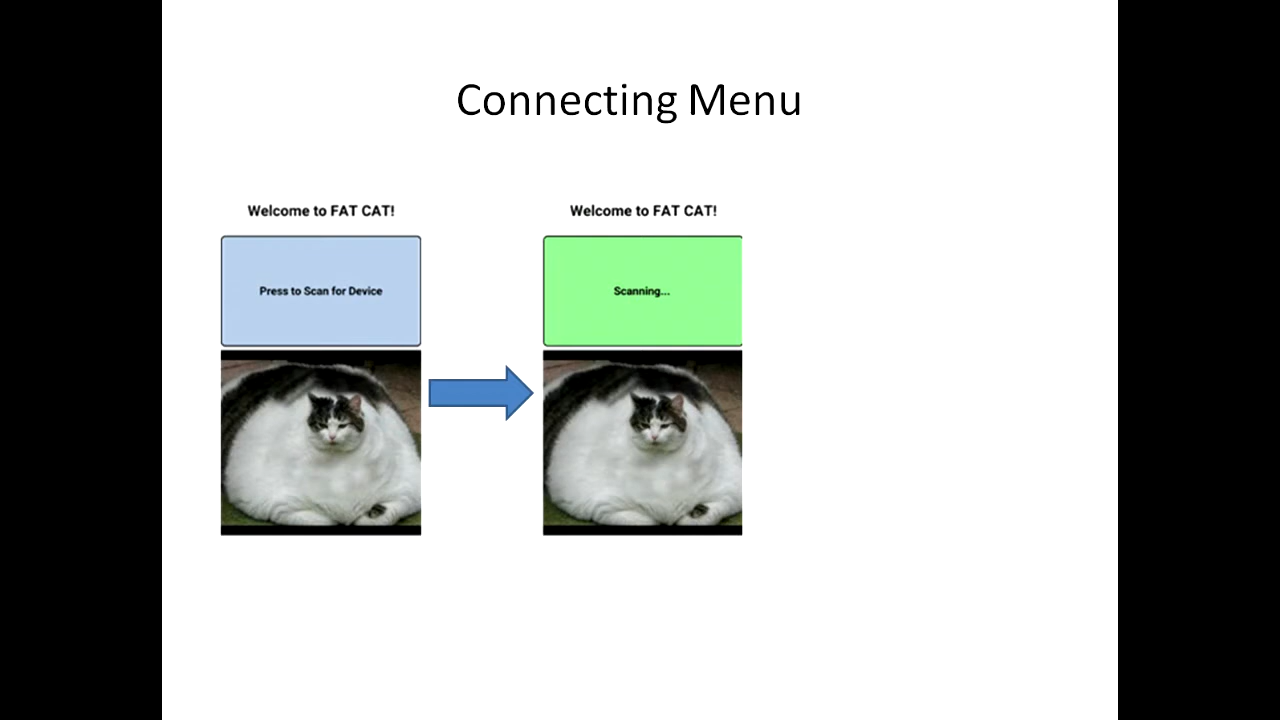 Connecting Menu
Welcome to FAT CAT!
Press to Scan for Device
Welcome to FAT CAT!
Scanning...